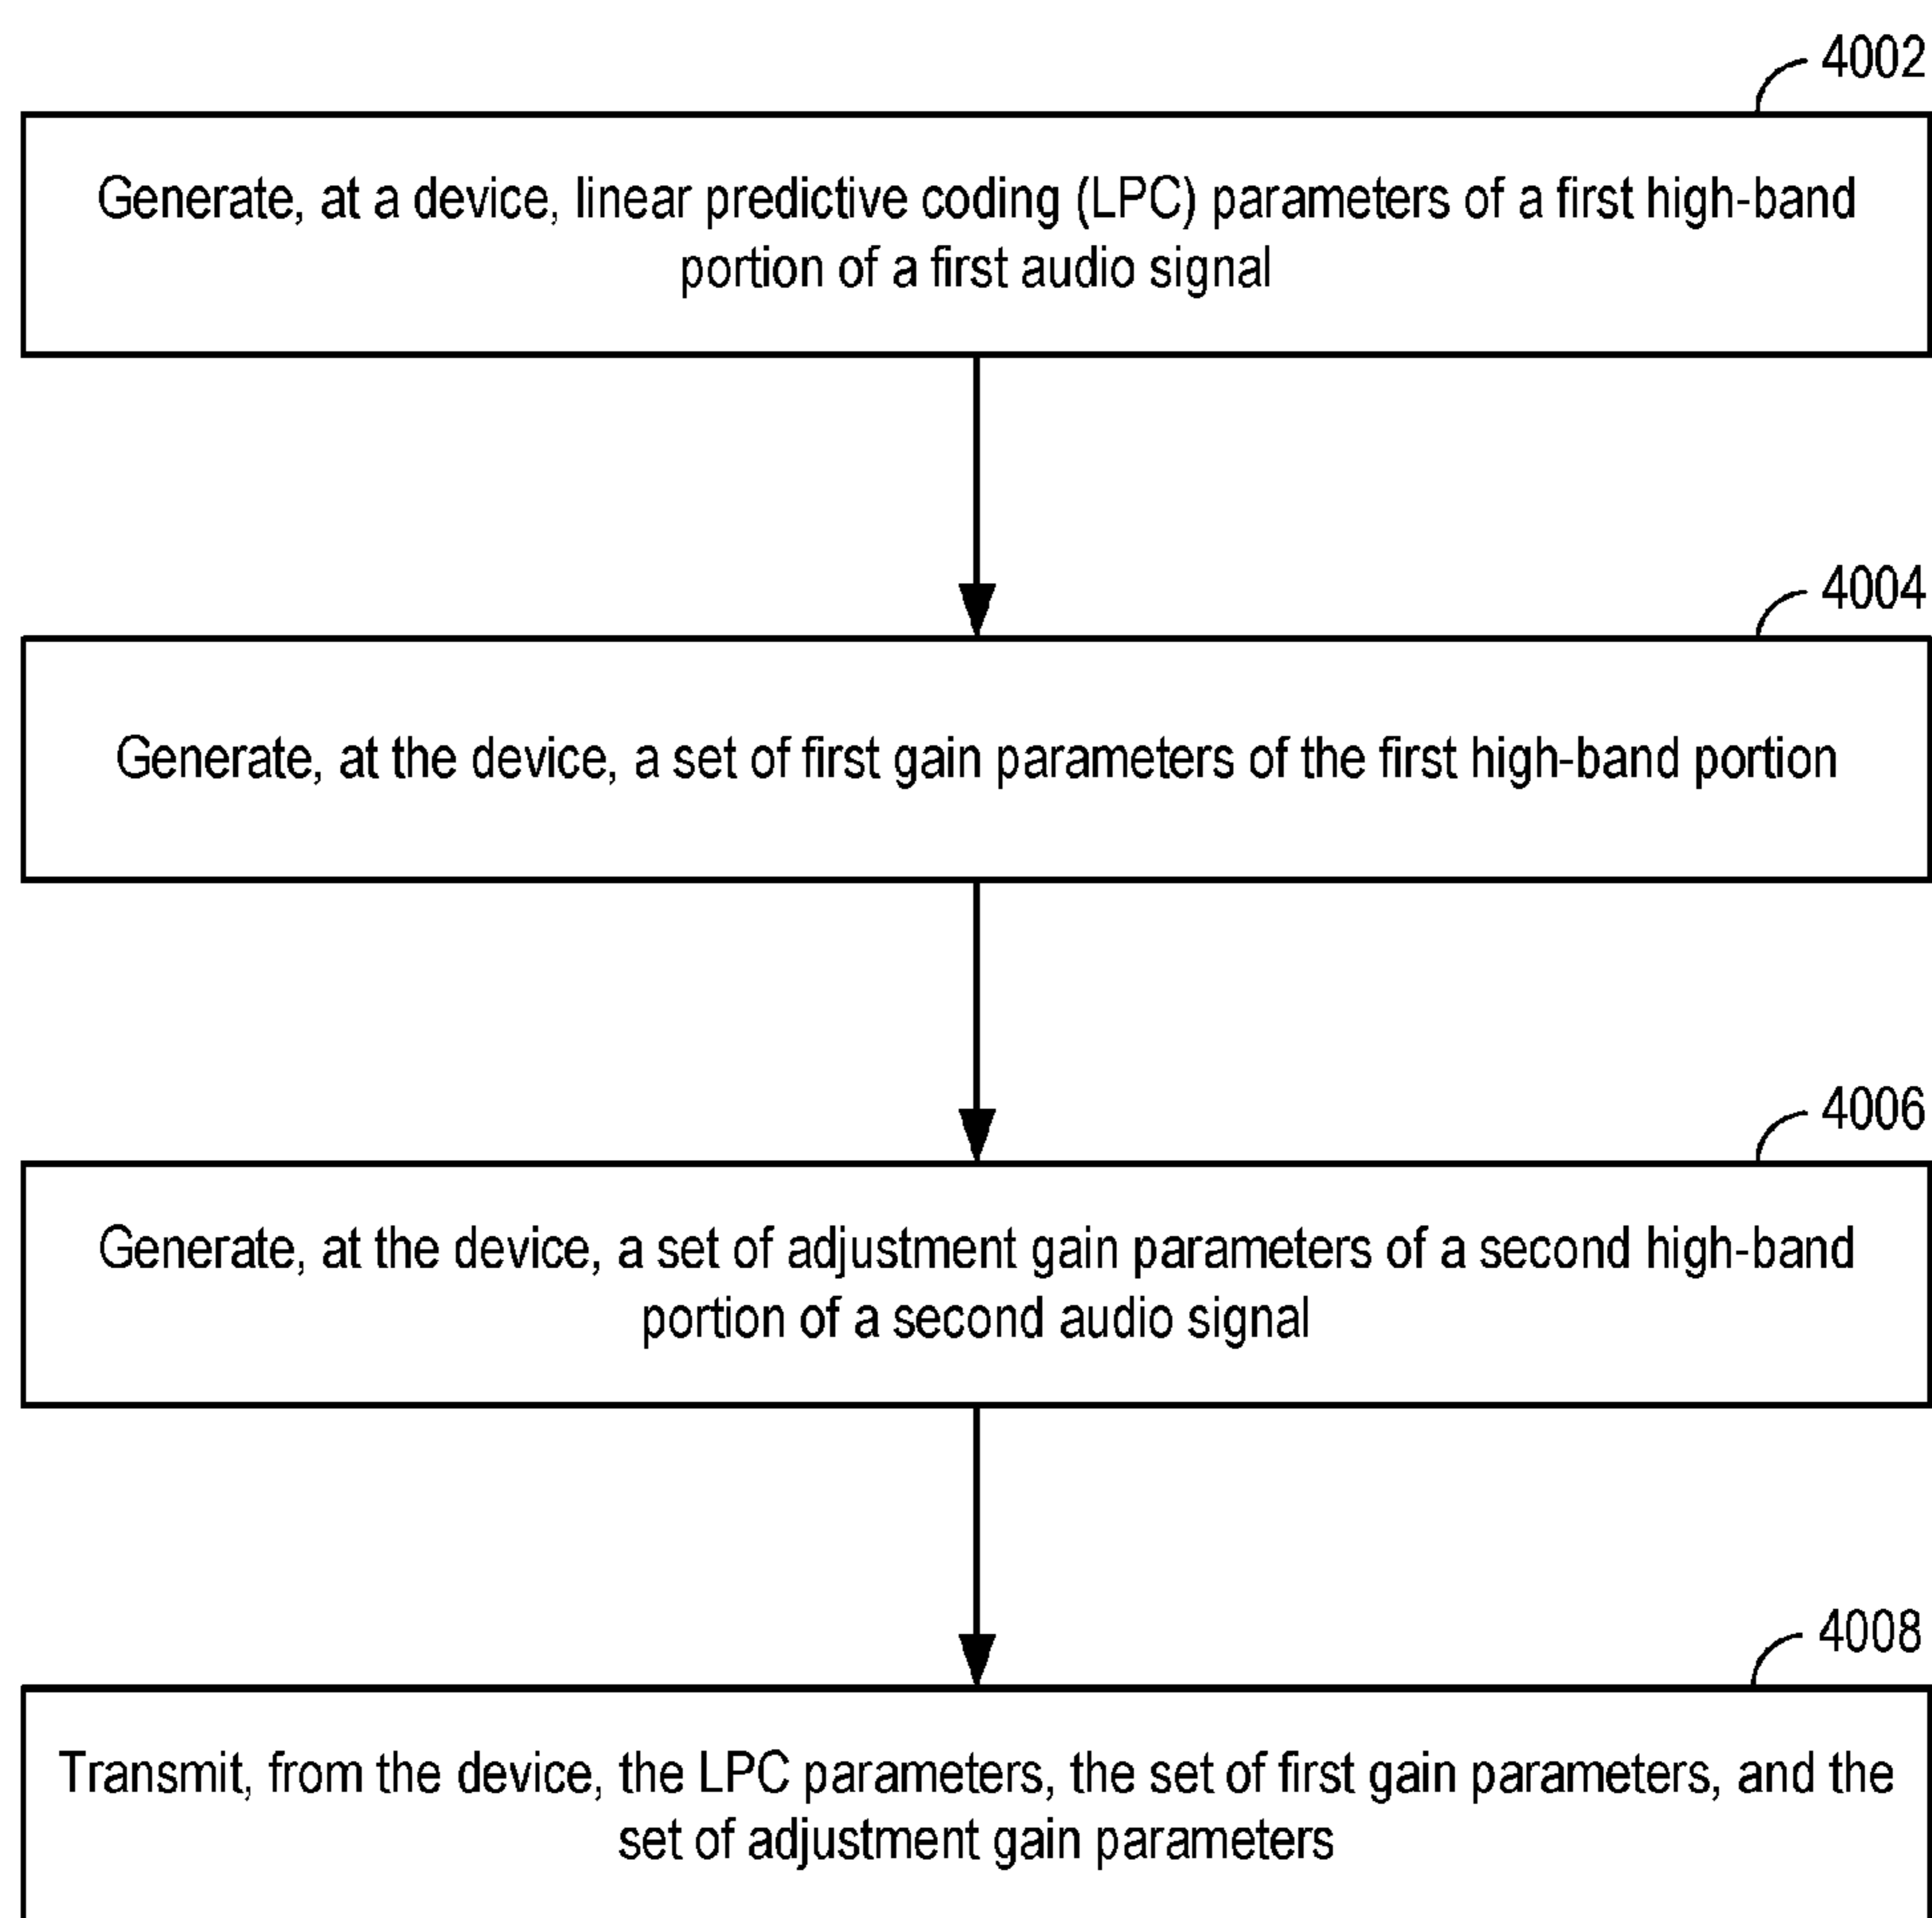 4002
Generate, at a device, linear predictive coding (LPC) parameters of a first high-band
portion of a first audio signal
4004
Generate, at the device, a set of first gain parameters of the first high-band portion
4006
Generate, at the device, a set of adjustment gain parameters of a second high-band
portion of a second audio signal
4008
Transmit, from the device, the LPC parameters, the set of first gain parameters, and the
set of adjustment gain parameters